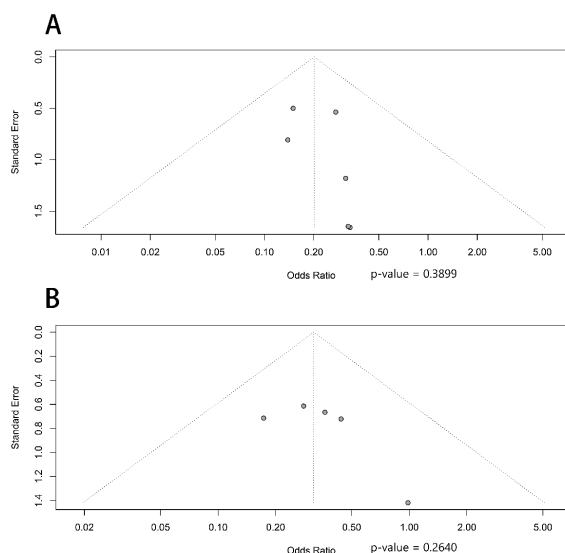 A
Standard Error
0.0
0.5
1.0
1.5
0.01 0.02 0.05 0.10 0.20 0.50 1.00 2.00 5.00
Odds Ratio p-value = 0.3899
B
Standard Error
0.0
0.2
0.4
0.6
0.8
1.0
1.2
1.4
0.02 0.05 0.10 0.20 0.50 1.00 2.00 5.00
Odds Ratio p-value = 0.2640